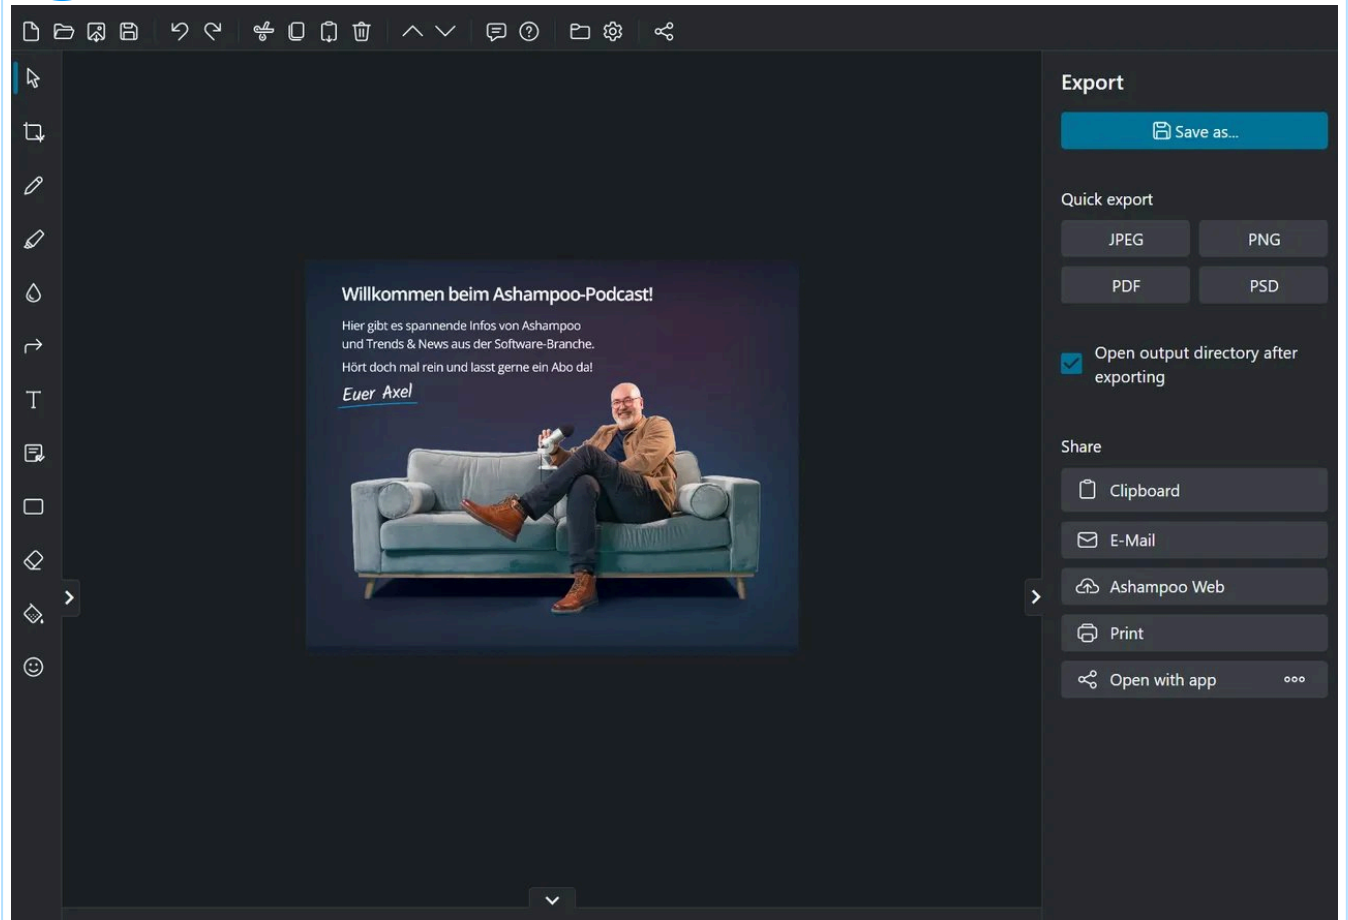 Export
Save as...
Quick export
JPEG
PNG
PDF
PSD
Open output directory after
exporting
Share
Clipboard
E-Mail
Ashampoo Web
Print
Open with app
Willkommen beim Ashampoo-Podcast!
Hier gibt es spannende Infos von Ashampoo
und Trends & News aus der Software-Branche.
Hört doch mal rein und lasst gerne ein Abo da!
Euer Axel